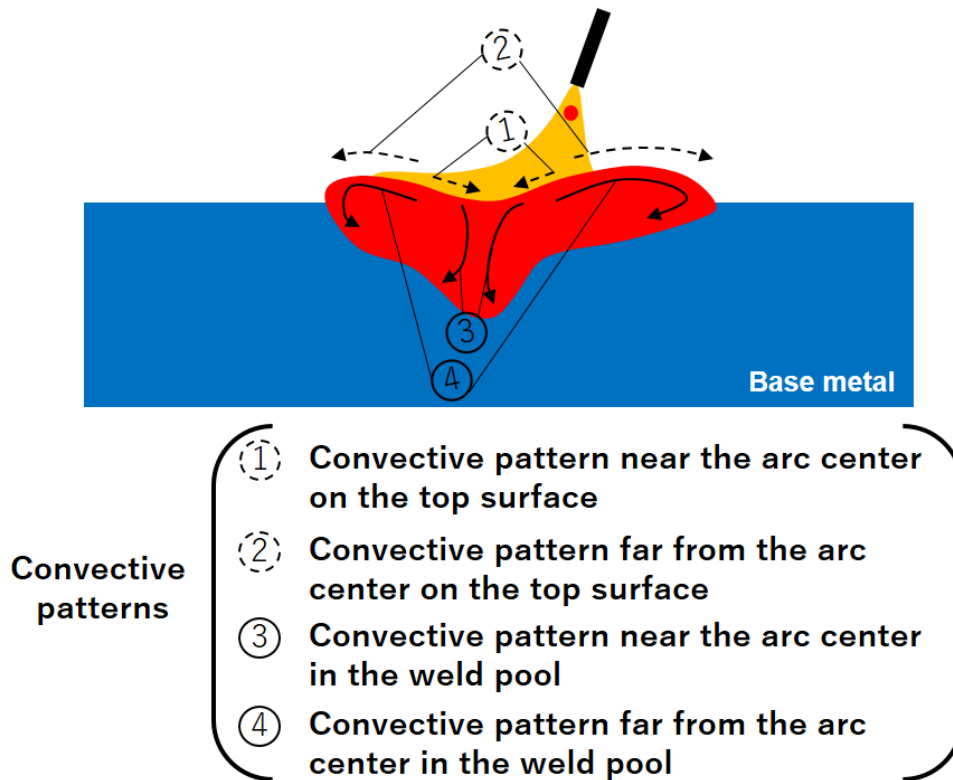 ②
①
③
④
Base metal
① Convective pattern near the arc center
on the top surface
② Convective pattern far from the arc
center on the top surface
Convective
patterns
③ Convective pattern near the arc center
in the weld pool
④ Convective pattern far from the arc
center in the weld pool